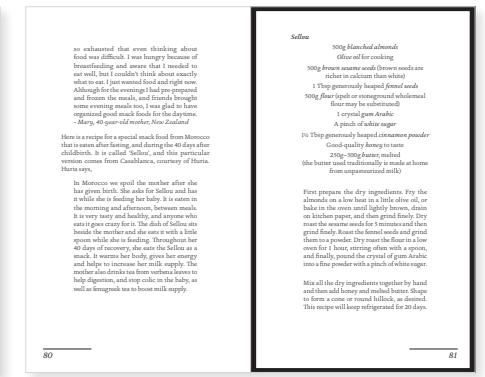 so exhausted that even thinking about
food was difficult. I was hungry because of
breastfeeding and aware that I needed to
eat well, but I couldn't think about exactly
what to eat. I just wanted food and right now.
Although for the evenings I had pre-prepared
and frozen the meals, and friends brought
some evening meals too, I was glad to have
organized good snacks for the daytime.
– Mary, 40-year-old mother, New Zealand
Here is a recipe for a special snack food from Morocco
that is eaten after fasting, and during the 40 days after
childbirth. It is called 'Sellou', and this particular
version comes from Casablanca, courtesy of Huria.
Huria says,
In Morocco we spoil the mother after she
has given birth. She asks for Sellou and has
it while she is feeding her baby. It is eaten in
the morning and afternoon, between meals.
It is very tasty and healthy, and anyone who
eats it goes crazy for it. The dish of Sellou sits
beside the mother and she eats it with a little
spoon while she is feeding. Throughout her
40 days of recovery, she eats the Sellou as a
snack. It warms her body, gives her energy
and helps to increase her milk supply. The
mother also drinks tea from verbena leaves to
help digestion, and stop colic in the baby, as
well as fenugreek tea to boost milk supply.
80
Sellou
500g blanched almonds
Olive oil for cooking
500g brown sesame seeds (brown seeds are
richer in calcium than white)
1 Tbsp generously heaped fennel seeds
500g flour (spelt or stoneground wholemeal
flour may be substituted)
1 crystal gum Arabic
A pinch of white sugar
1½ Tbsp generously heaped cinnamon powder
Good-quality honey to taste
250g–300g butter, melted
(the butter used traditionally is made at home
from unpasteurized milk)
First prepare the dry ingredients. Fry the
almonds on a low heat in a little olive oil, or
bake in the oven until lightly brown, drain
on kitchen paper, and then grind finely. Dry
roast the sesame seeds for 5 minutes and then
grind finely. Roast the fennel seeds and grind
them to a powder. Dry roast the flour in a low
oven for 1 hour, stirring often with a spoon,
and finally, pound the crystal of gum Arabic
into a fine powder with a pinch of white sugar.
Mix all the dry ingredients together by hand
and then add honey and melted butter. Shape
to form a cone or round hillock, as desired.
This recipe will keep refrigerated for 20 days.
81